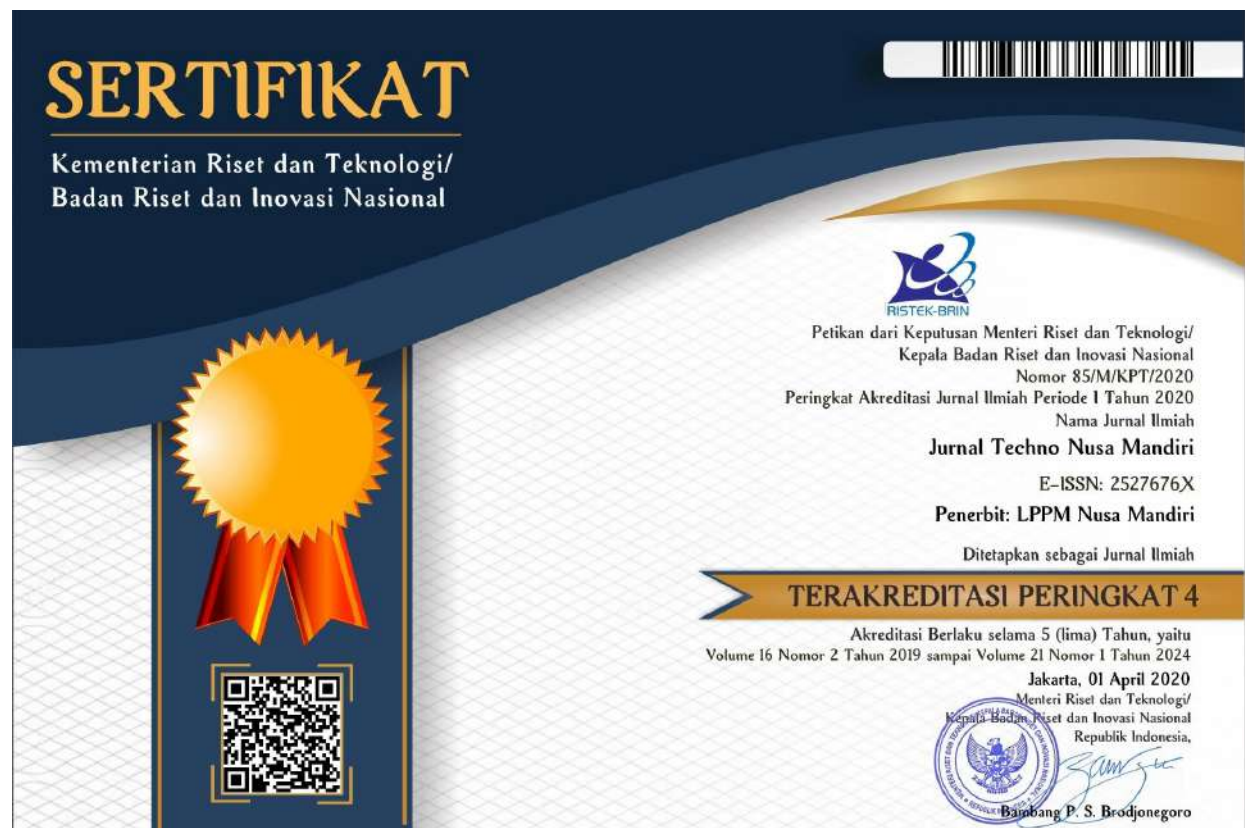 SERTIFIKAT
Kementerian Riset dan Teknologi/
Badan Riset dan Inovasi Nasional
RISTEK-BRIN
Petikan dari Keputusan Menteri Riset dan Teknologi/
Kepala Badan Riset dan Inovasi Nasional
Nomor 85/M/KPT/2020
Peringkat Akreditasi Jurnal Ilmiah Periode I Tahun 2020
Nama Jurnal Ilmiah
Jurnal Techno Nusa Mandiri
E-ISSN: 2527676X
Penerbit: LPPM Nusa Mandiri
Ditetapkan sebagai Jurnal Ilmiah
TERAKREDITASI PERINGKAT 4
Akreditasi Berlaku selama 5 (lima) Tahun, yaitu
Volume 16 Nomor 2 Tahun 2019 sampai Volume 21 Nomor 1 Tahun 2024
Jakarta, 01 April 2020
Menteri Riset dan Teknologi/
Kepala Badan Riset dan Inovasi Nasional
Republik Indonesia,
Bambang P. S. Brodjonegoro